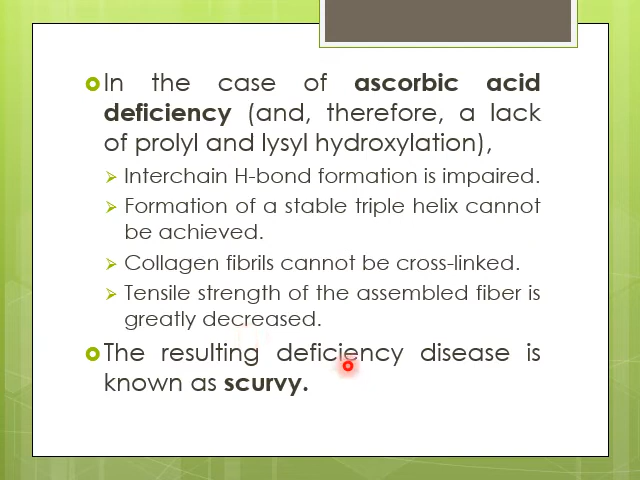 In the case of ascorbic acid
deficiency (and, therefore, a lack
of prolyl and lysyl hydroxylation),
Interchain H-bond formation is impaired.
Formation of a stable triple helix cannot
be achieved.
Collagen fibrils cannot be cross-linked.
Tensile strength of the assembled fiber is
greatly decreased.
The resulting deficiency disease is
known as scurvy.